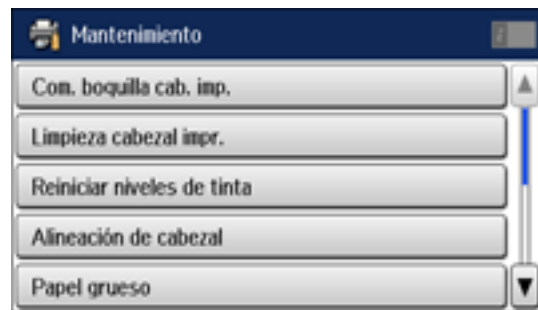 Mantenimiento
Com. boquilla cab. imp.
Limpieza cabezal impr.
Reiniciar niveles de tinta
Alineación de cabezal
Papel grueso